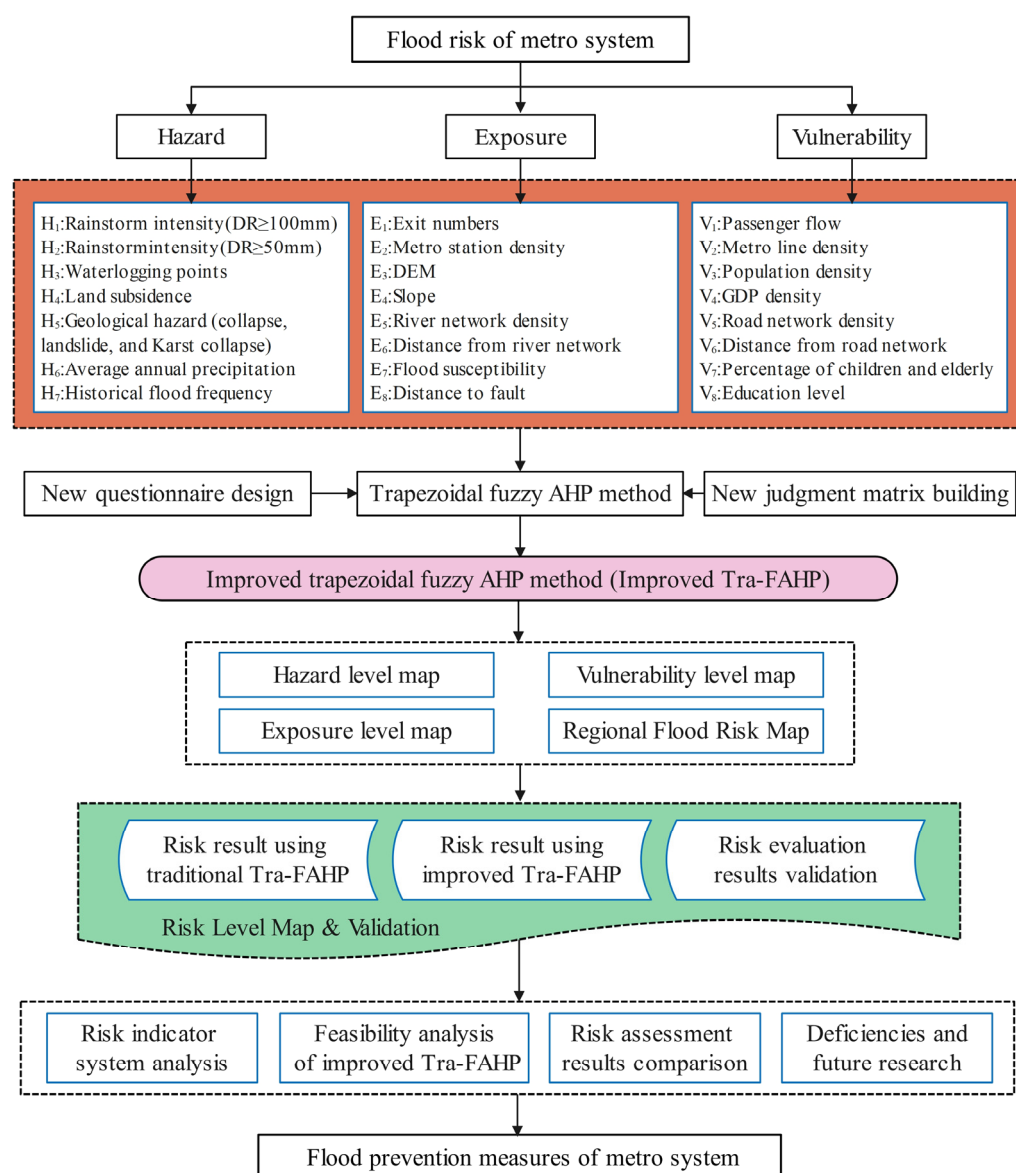 Flood risk of metro system
Hazard
Exposure
Vulnerability
H₁:Rainstorm intensity(DR≥100mm)
H₂:Rainstormintensity(DR≥50mm)
H₃:Waterlogging points
H₄:Land subsidence
H₅:Geological hazard (collapse,
landslide, and Karst collapse)
H₆:Average annual precipitation
H₇:Historical flood frequency
E₁:Exit numbers
E₂:Metro station density
E₃:DEM
E₄:Slope
E₅:River network density
E₆:Distance from river network
E₇:Flood susceptibility
E₈:Distance to fault
V₁:Passenger flow
V₂:Metro line density
V₃:Population density
V₄:GDP density
V₅:Road network density
V₆:Distance from road network
V₇:Percentage of children and elderly
V₈:Education level
New questionnaire design
Trapezoidal fuzzy AHP method
New judgment matrix building
Improved trapezoidal fuzzy AHP method (Improved Tra-FAHP)
Hazard level map
Vulnerability level map
Exposure level map
Regional Flood Risk Map
Risk result using
traditional Tra-FAHP
Risk result using
improved Tra-FAHP
Risk evaluation
results validation
Risk Level Map & Validation
Risk indicator
system analysis
Feasibility analysis
of improved Tra-FAHP
Risk assessment
results comparison
Deficiencies and
future research
Flood prevention measures of metro system